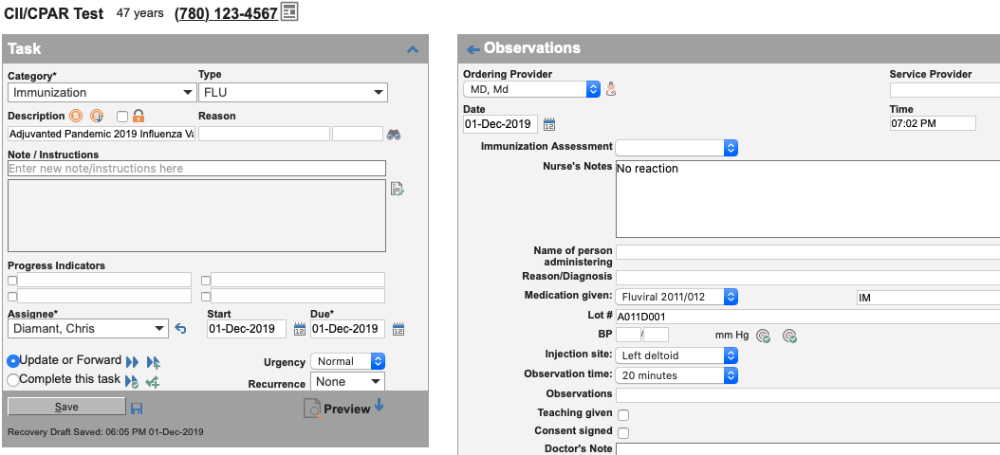 CII/CPAR Test 47 years (780) 123-4567
Task
Category* Type
Immunization FLU
Description Reason
Adjuvanted Pandemic 2019 Influenza
Note / Instructions
Enter new note/instructions here
Progress Indicators
Assignee* Start Due*
Diamant, Chris 01-Dec-2019 12 01-Dec-2019 12
Update or Forward Urgency Normal
Complete this task Recurrence None
Save Preview
Recovery Draft Saved: 06:05 PM 01-Dec-2019
Observations
Ordering Provider Service Provider
MD, Md
Date Time
01-Dec-2019 12 07:02 PM
Immunization Assessment
Nurse's Notes No reaction
Name of person
administering
Reason/Diagnosis
Medication given: Fluviral 2011/012 IM
Lot # A011D001
BP / mm Hg
Injection site: Left deltoid
Observation time: 20 minutes
Observations
Teaching given
Consent signed
Doctor's Note